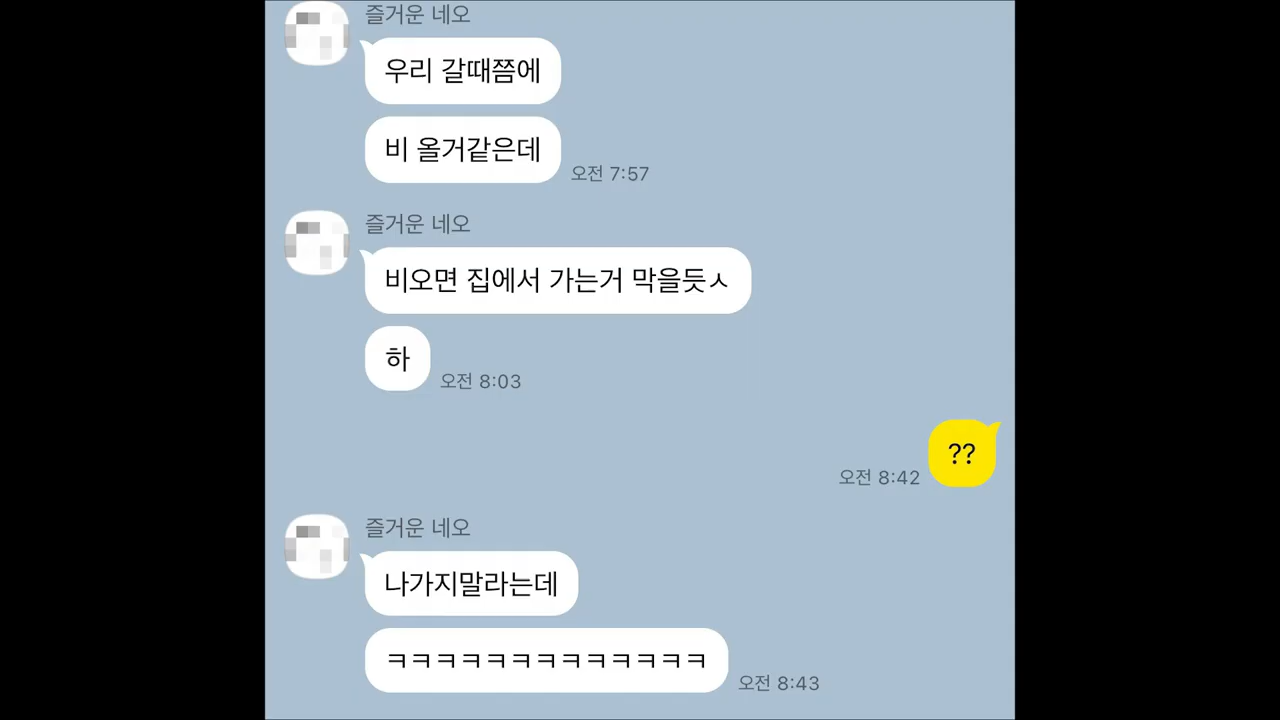 즐거운 네오
우리 갈때쯤에
비 올거같은데
오전 7:57
즐거운 네오
비오면 집에서 가는거 막을듯ㅅ
하
오전 8:03
??
오전 8:42
즐거운 네오
나가지말라는데
ㅋㅋㅋㅋㅋㅋㅋㅋㅋㅋㅋㅋㅋ
오전 8:43